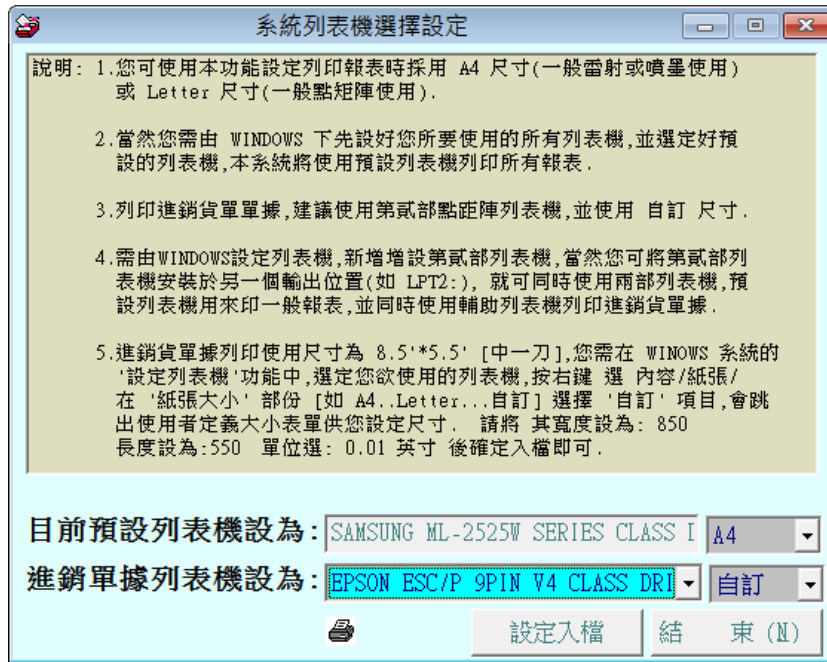 系統列表機選擇設定
說明: 1.您可使用本功能設定列印報表時採用 A4 尺寸(一般雷射或噴墨使用)
或 Letter 尺寸(一般點短陣使用).
2.當然您需由 WINDOWS 下先設好您所要使用的所有列表機,並選定好預
設的列表機,本系統將使用預設列表機列印所有報表.
3.列印進銷貨單單據,建議使用第貳部點距陣列表機,並使用 自訂 尺寸.
4.需由WINDOWS設定列表機,新增增設第貳部列表機,當然您可將第貳部列
表機安裝於另一個輸出位置(如 LPT2:), 就可同時使用兩部列表機,預
設列表機用來印一般報表,並同時使用輔助列表機列印進銷貨單據.
5.進銷貨單據列印使用尺寸為 8.5'*5.5' [中一刀],您需在 WINOWS 系統的
'設定列表機'功能中,選定您欲使用的列表機,按右鍵 選 內容/紙張/
在 '紙張大小' 部份 [如 A4..Letter...自訂] 選擇 '自訂' 項目,會跳
出使用者定義大小表單供您設定尺寸. 請將 其寬度設為: 850
長度設為:550 單位選: 0.01 英寸 後確定入檔即可.
目前預設列表機設為: SAMSUNG ML-2525W SERIES CLASS I A4
進銷單據列表機設為: EPSON ESC/P 9PIN V4 CLASS DRI 自訂
設定入檔 結 束(N)